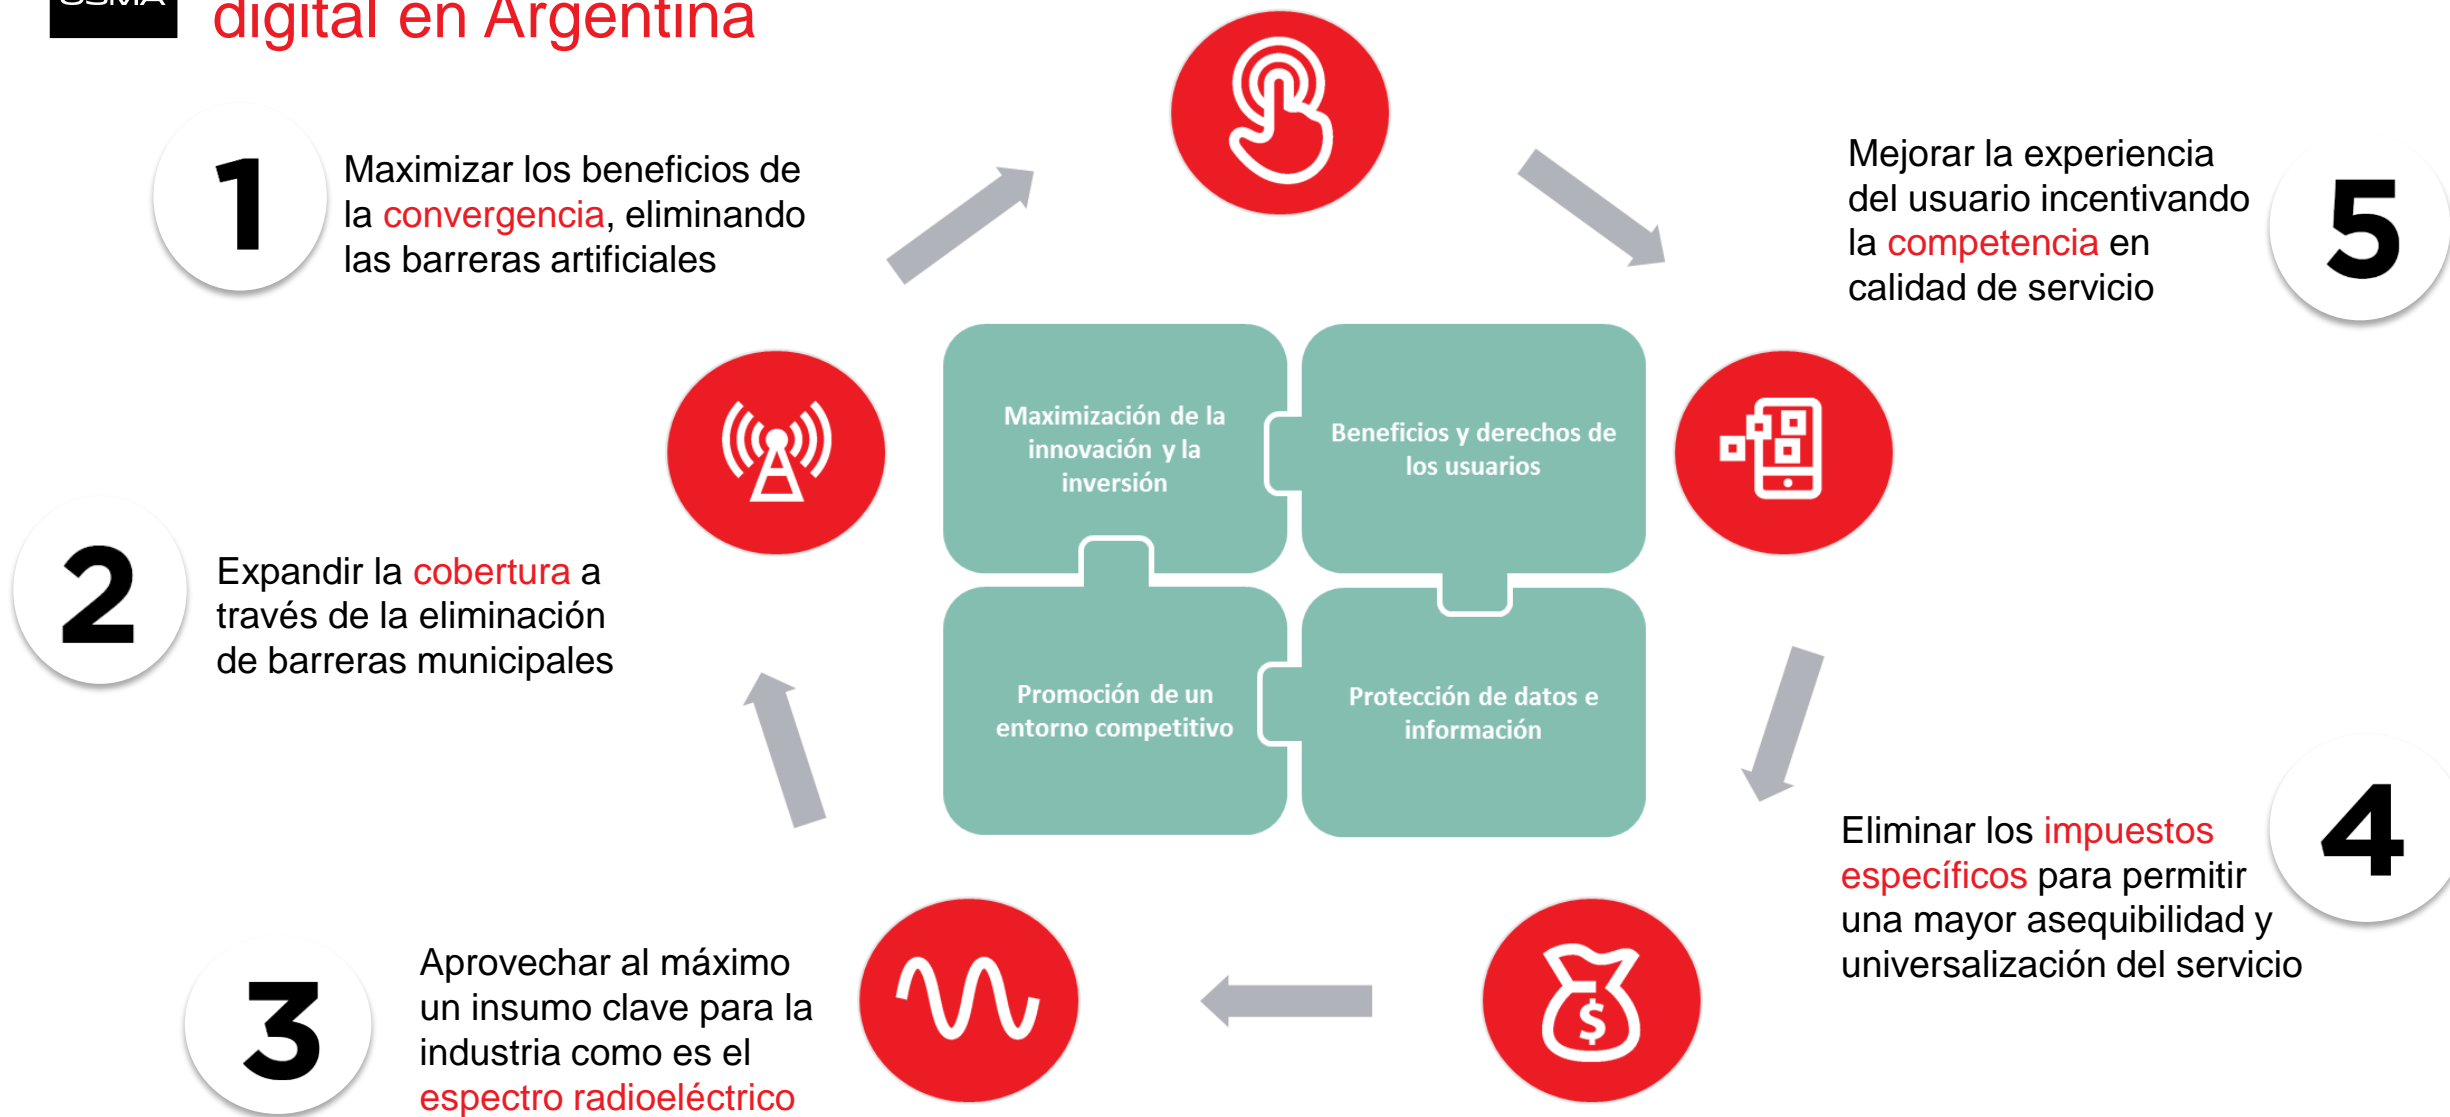 GSMA
digital en Argentina
1
Maximizar los beneficios de
la convergencia, eliminando
las barreras artificiales
2
Expandir la cobertura a
través de la eliminación
de barreras municipales
3
Aprovechar al máximo
un insumo clave para la
industria como es el
espectro radioeléctrico
Maximización de la
innovación y la
inversión
Beneficios y derechos de
los usuarios
Promoción de un
entorno competitivo
Protección de datos e
información
$
Mejorar la experiencia
del usuario incentivando
la competencia en
calidad de servicio
5
Eliminar los impuestos
específicos para permitir
una mayor asequibilidad y
universalización del servicio
4